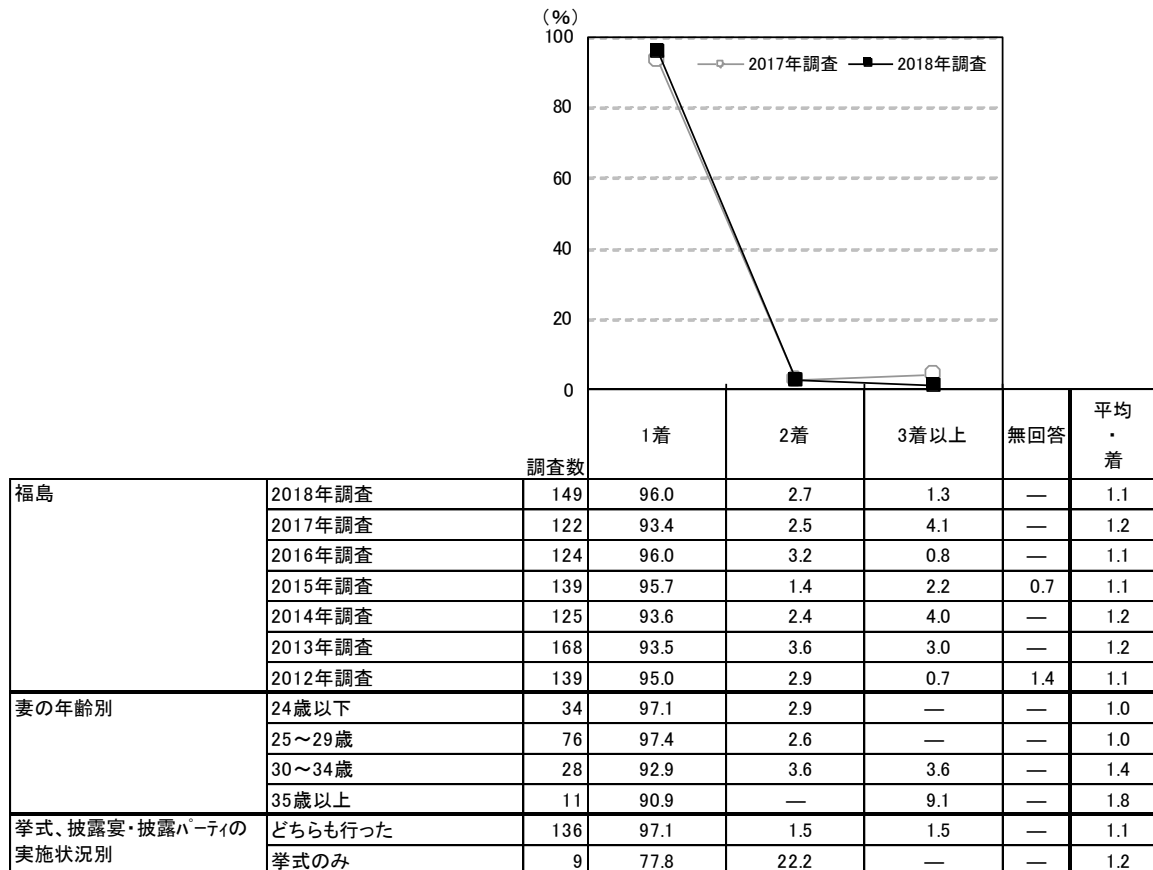 （%）
100
80
60
40
20
0
2017年調査 2018年調査
調査数 1着 2着 3着以上 無回答 平均・着
福島 2018年調査 149 96.0 2.7 1.3 — 1.1
2017年調査 122 93.4 2.5 4.1 — 1.2
2016年調査 124 96.0 3.2 0.8 — 1.1
2015年調査 139 95.7 1.4 2.2 0.7 1.1
2014年調査 125 93.6 2.4 4.0 — 1.2
2013年調査 168 93.5 3.6 3.0 — 1.2
2012年調査 139 95.0 2.9 0.7 1.4 1.1
妻の年齢別 24歳以下 34 97.1 2.9 — — 1.0
25～29歳 76 97.4 2.6 — — 1.0
30～34歳 28 92.9 3.6 3.6 — 1.4
35歳以上 11 90.9 — 9.1 — 1.8
挙式、披露宴・披露ﾊﾟｰﾃｨの実施状況別 どちらも行った 136 97.1 1.5 1.5 — 1.1
挙式のみ 9 77.8 22.2 — — 1.2